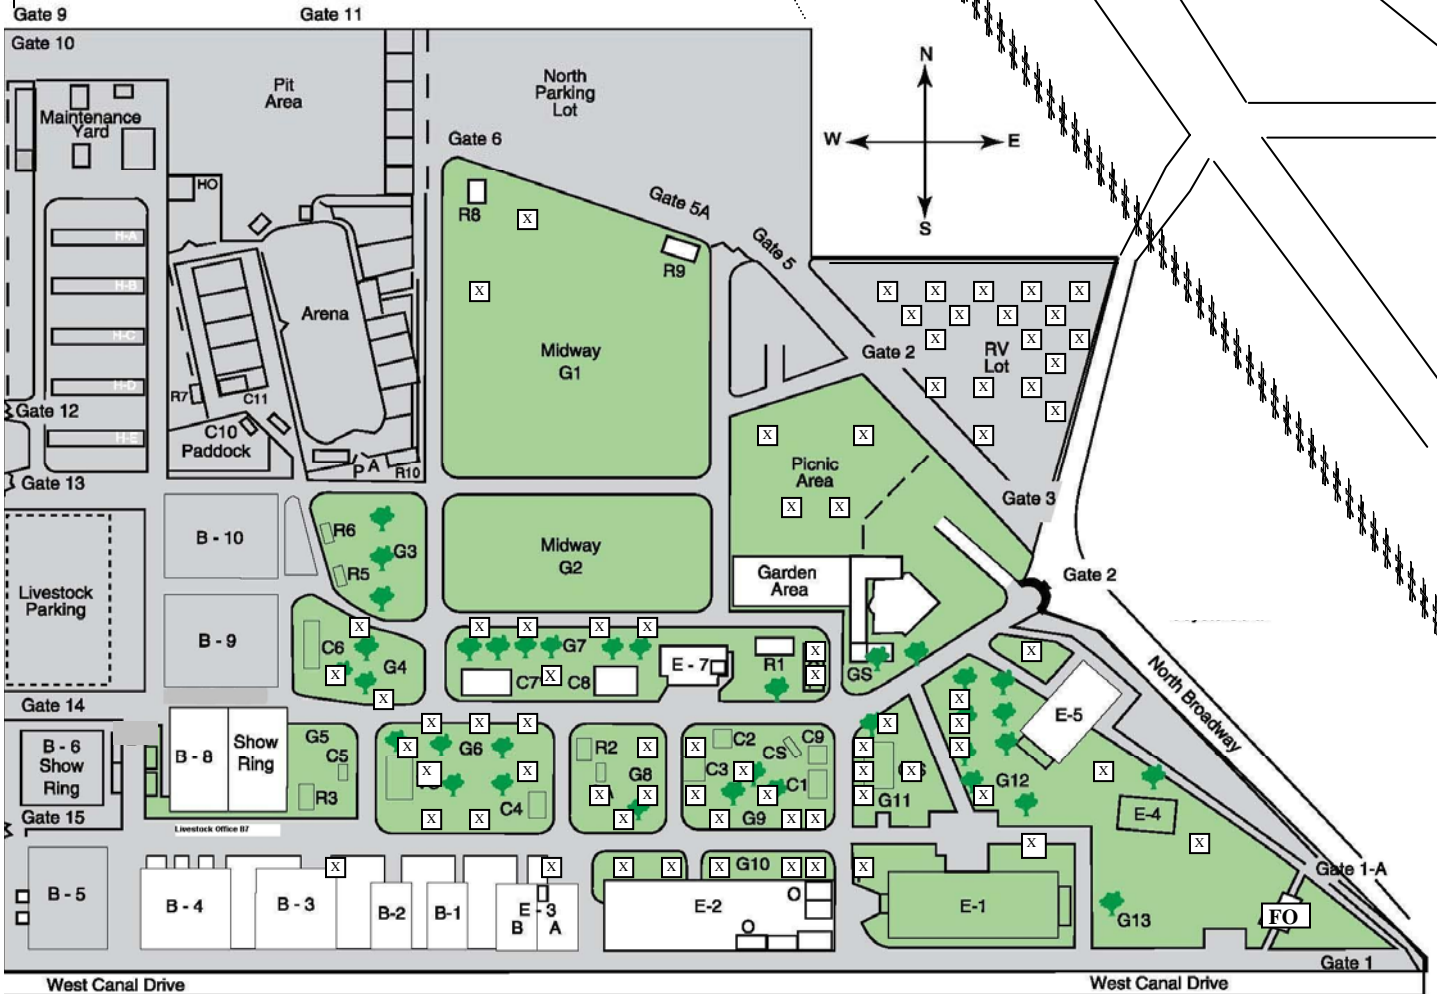 Gate 9
Gate 11
Gate 10
Pit
Area
North
Parking
Lot
N
W
E
S
Maintenance
Yard
Gate 6
HO
R8
X
Gate 5A
Gate 5
R9
H-A
H-B
H-C
H-D
H-E
X
Arena
Midway
G1
X X X X X
X X X X
X X X
X
X X X
X
X
RV
Lot
Gate 2
R7
C11
Gate 12
C10
Paddock
P A
R10
Gate 13
X X
Picnic
Area
X X
Gate 3
B - 10
R6
G3
R5
Midway
G2
Livestock
Parking
Garden
Area
Gate 2
B - 9
X
C6
X
G4
X
X X X X
G7
C7
X
C8
E - 7
R1
X
X
GS
X
North Broadway
Gate 14
B - 6
Show
Ring
B - 8
Show
Ring
G5
C5
R3
X X X
X
G6
X
X
C4
X X
R2
X
G8
X X
X
X
C2
CS
C9
C3
X
C1
X
X
G9
X X
X
X
X
X
G11
X
X
X
X
G12
E-5
X
E-4
X
Gate 15
Livestock Office B7
B - 5
B - 4
B - 3
X
B-2
B-1
X
E - 3
B
A
X X
X
G10
X X
X
E-2
O
O
X
E-1
G13
Gate 1-A
FO
Gate 1
West Canal Drive
West Canal Drive